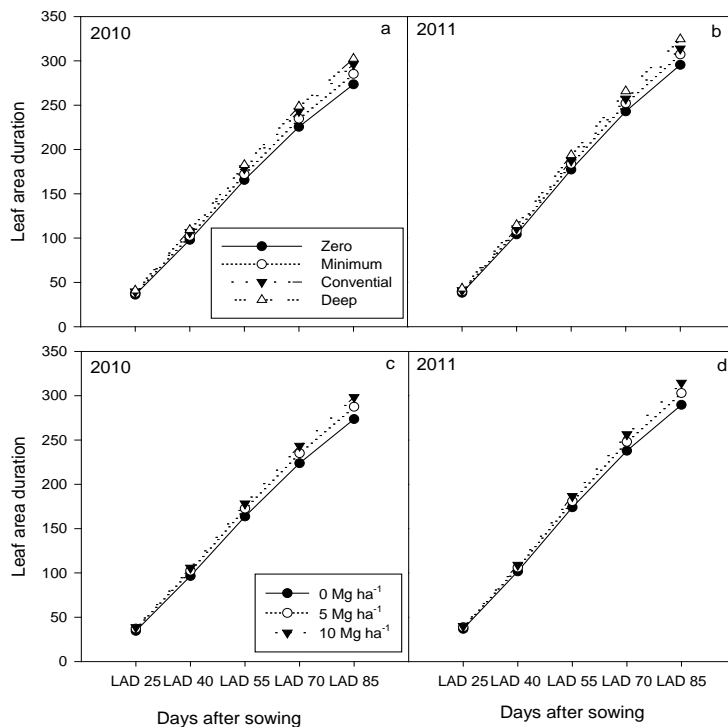 2010 a
2011 b
350
300
250
200
150
100
50
0
Leaf area duration
Zero
Minimum
Convential
Deep
2010 c
2011 d
350
300
250
200
150
100
50
0
Leaf area duration
0 Mg ha⁻¹
5 Mg ha⁻¹
10 Mg ha⁻¹
LAD 25 LAD 40 LAD 55 LAD 70 LAD 85
LAD 25 LAD 40 LAD 55 LAD 70 LAD 85
Days after sowing
Days after sowing